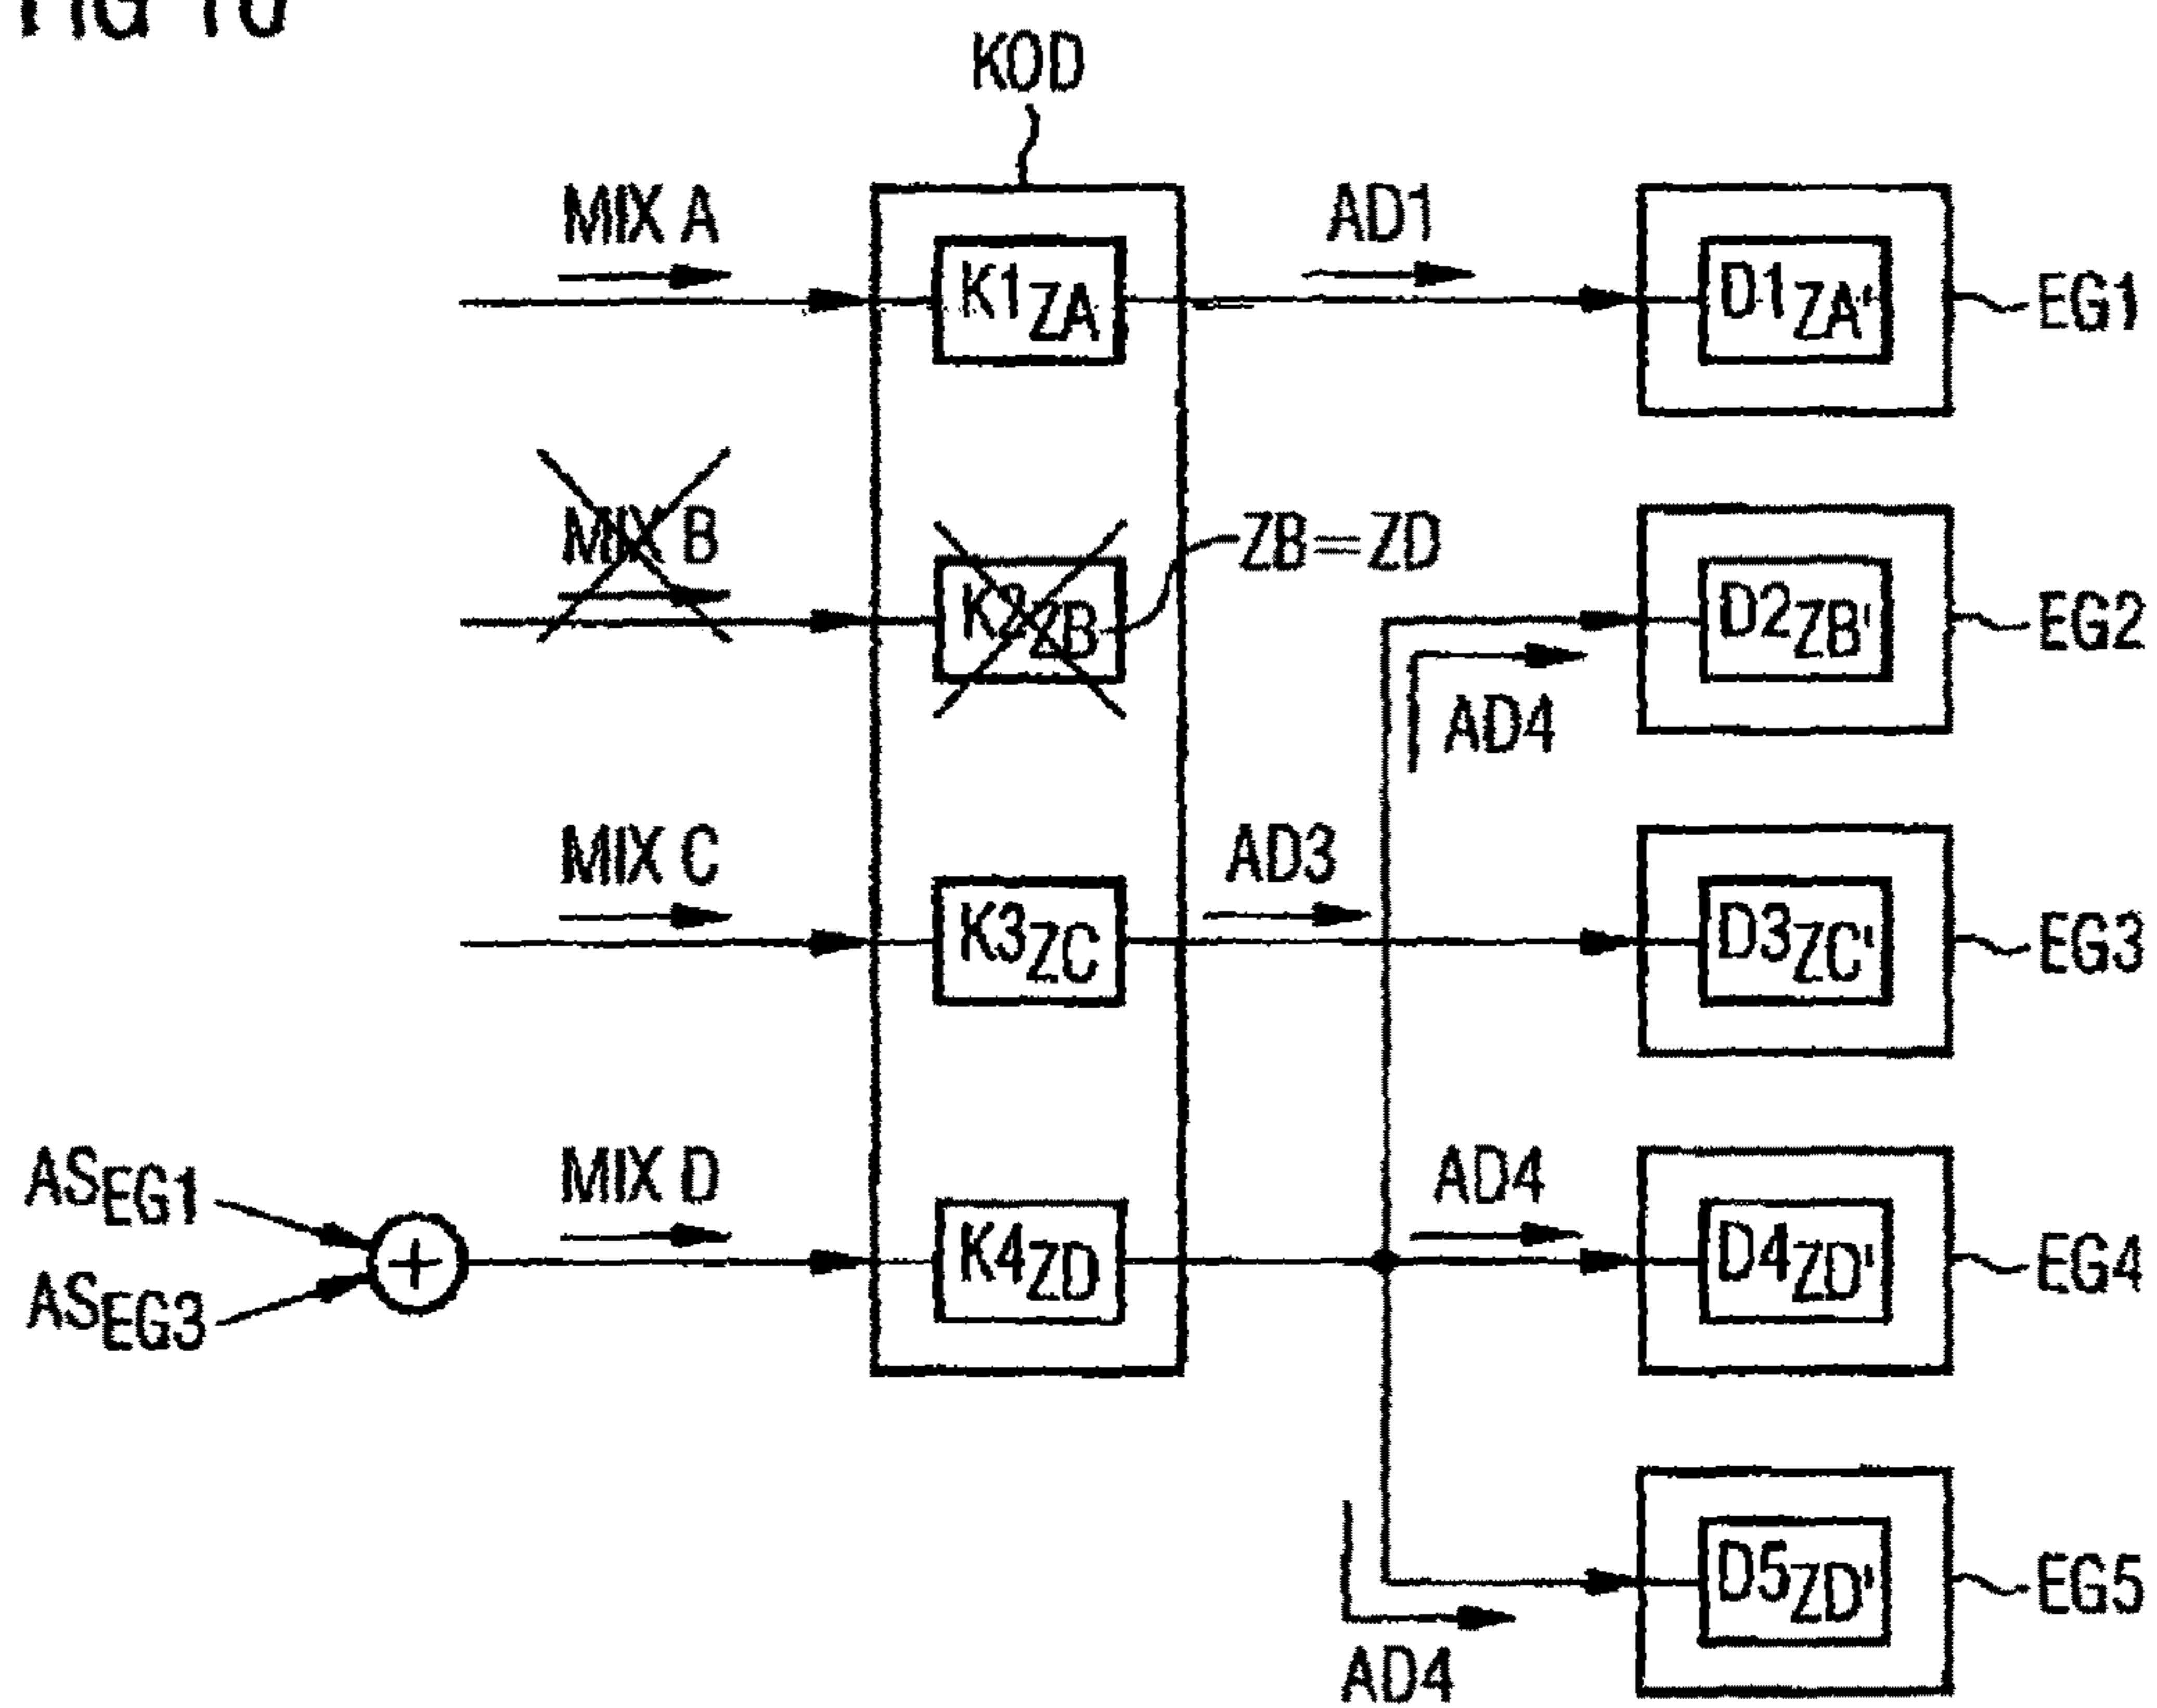 FIG 10
KOD
MIX A
K1ZA
AD1
D1ZA'
EG1
MIX B
K2ZB
ZB=ZD
D2ZB'
EG2
AD4
MIX C
K3ZC
AD3
D3ZC'
EG3
ASEG1
ASEG3
MIX D
K4ZD
AD4
D4ZD'
EG4
D5ZD'
EG5
AD4